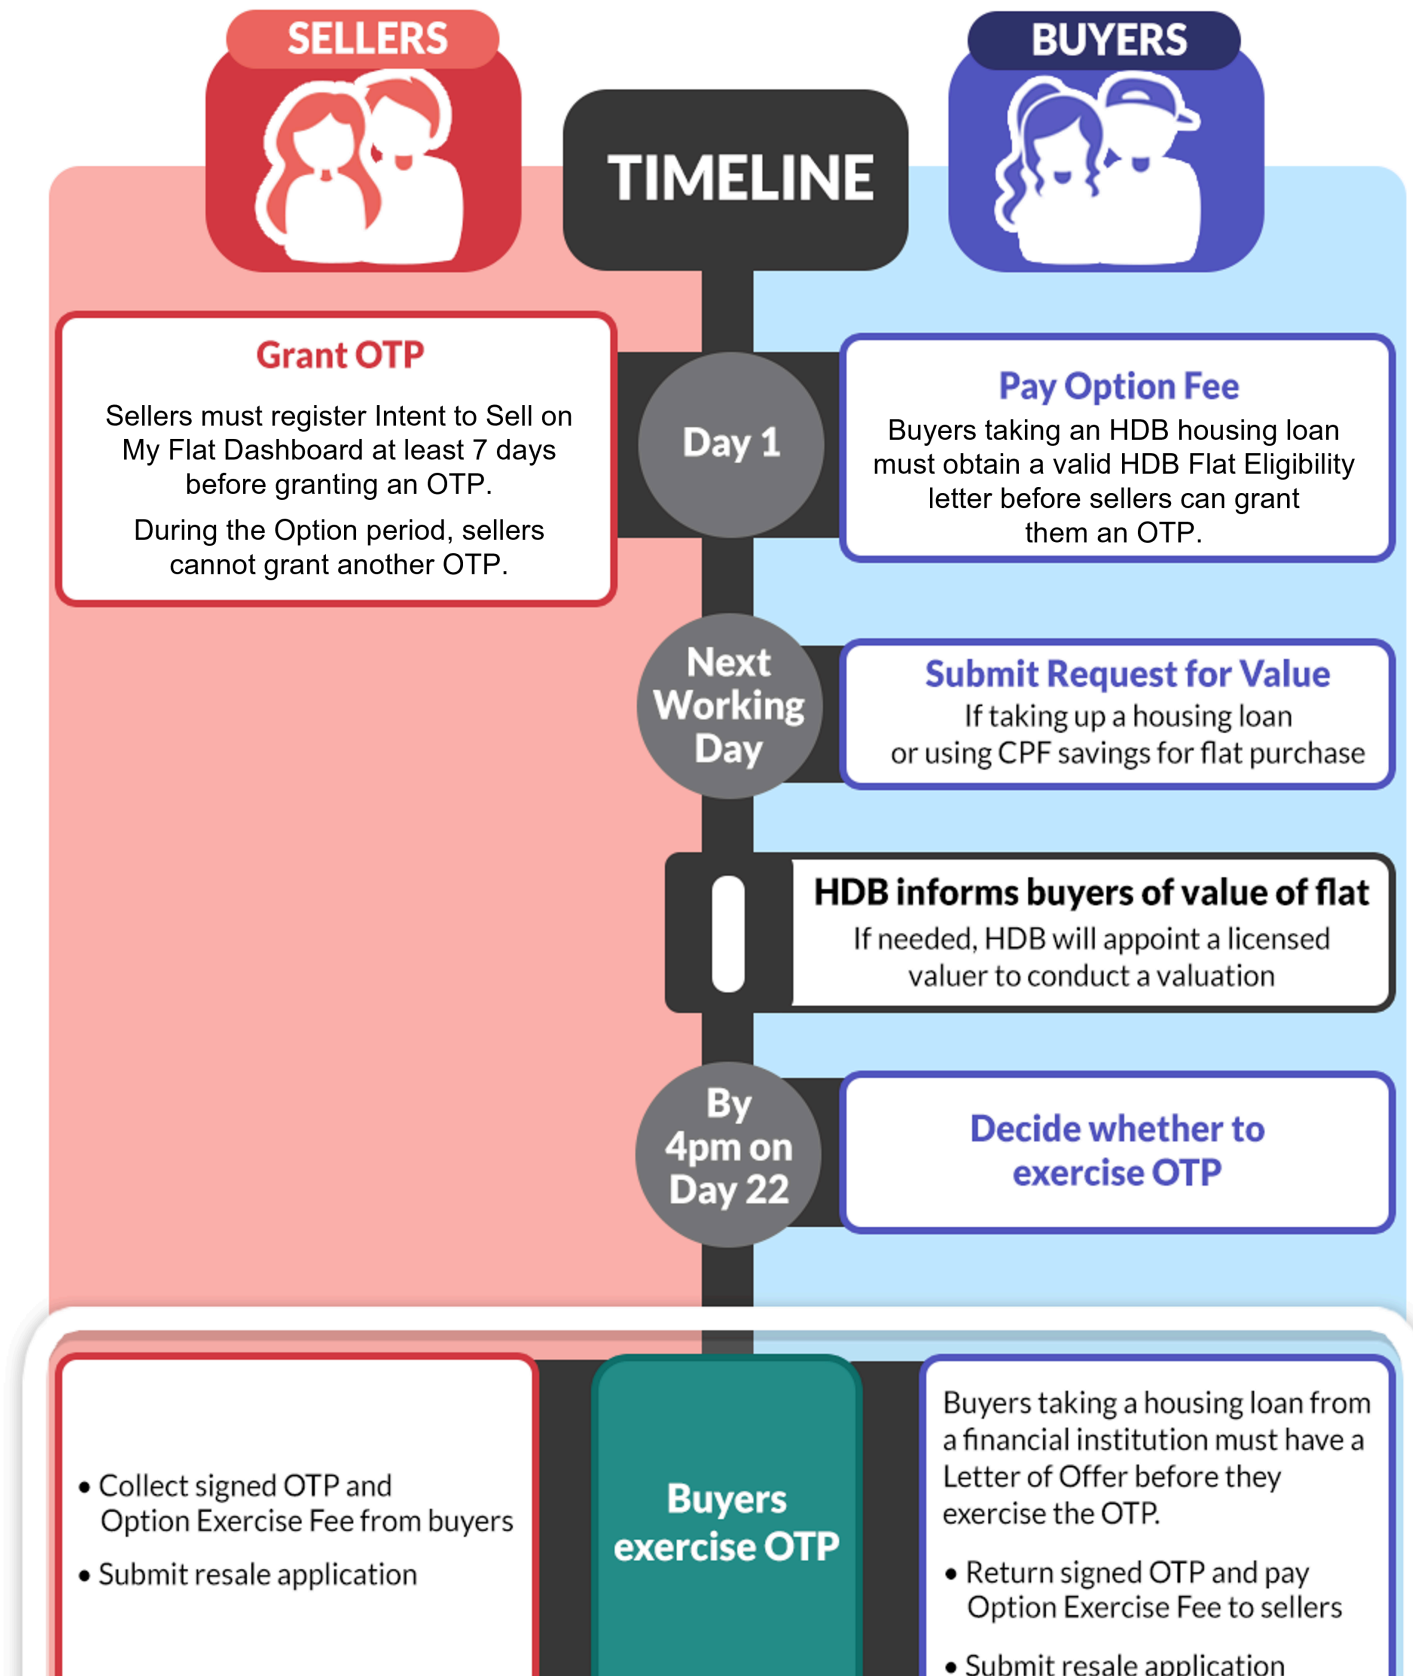 SELLERS
BUYERS
TIMELINE
Grant OTP
Sellers must register Intent to Sell on
My Flat Dashboard at least 7 days
before granting an OTP.
During the Option period, sellers
cannot grant another OTP.
Day 1
Pay Option Fee
Buyers taking an HDB housing loan
must obtain a valid HDB Flat Eligibility
letter before sellers can grant
them an OTP.
Next
Working
Day
Submit Request for Value
If taking up a housing loan
or using CPF savings for flat purchase
HDB informs buyers of value of flat
If needed, HDB will appoint a licensed
valuer to conduct a valuation
By
4pm on
Day 22
Decide whether to
exercise OTP
• Collect signed OTP and
Option Exercise Fee from buyers
• Submit resale application
Buyers
exercise OTP
Buyers taking a housing loan from
a financial institution must have a
Letter of Offer before they
exercise the OTP.
• Return signed OTP and pay
Option Exercise Fee to sellers
• Submit resale application